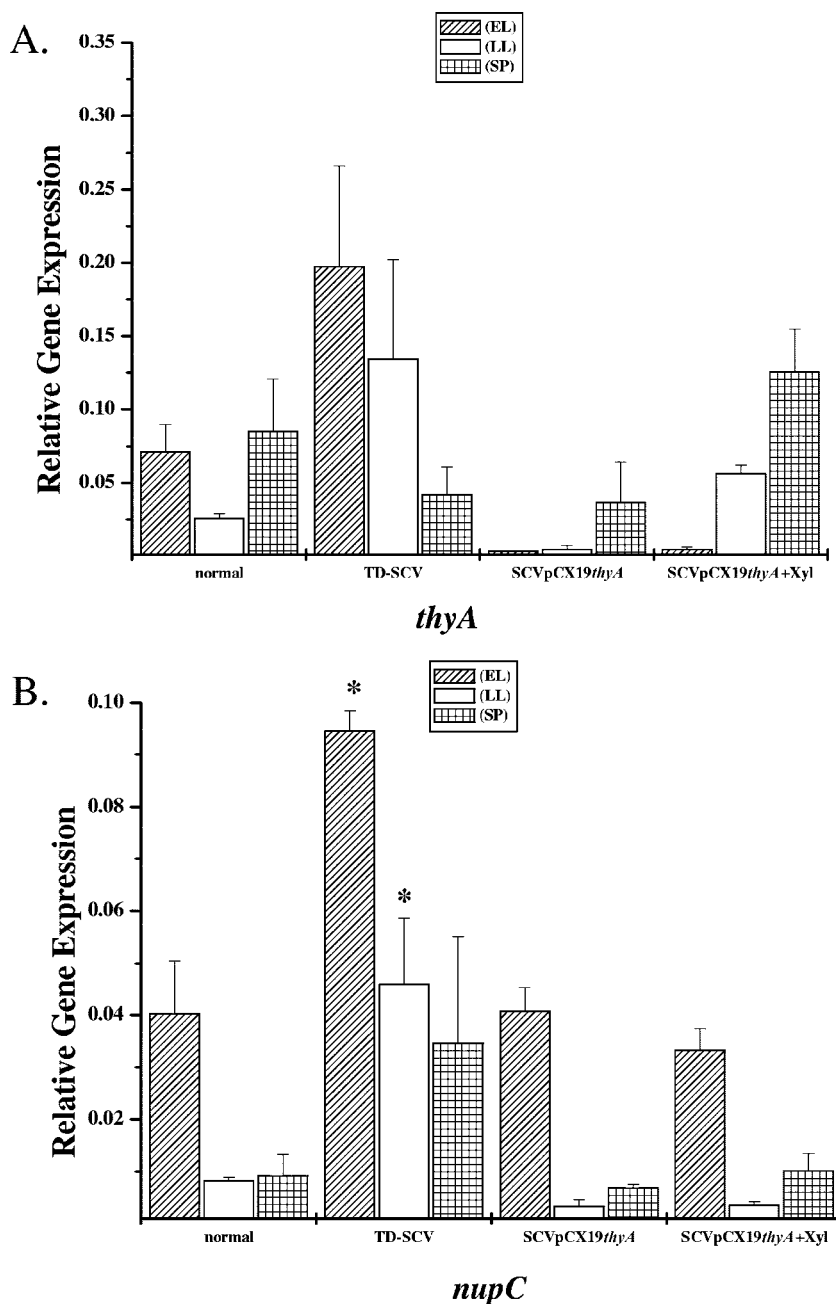 A.
(EL)
(LL)
(SP)
0.35
0.30
0.25
0.20
0.15
0.10
0.05
Relative Gene Expression
normal TD-SCV SCVpCX19thyA SCVpCX19thyA+Xyl
thyA
B.
(EL)
(LL)
(SP)
0.10
0.08
0.06
0.04
0.02
Relative Gene Expression
*
*
normal TD-SCV SCVpCX19thyA SCVpCX19thyA+Xyl
nupC